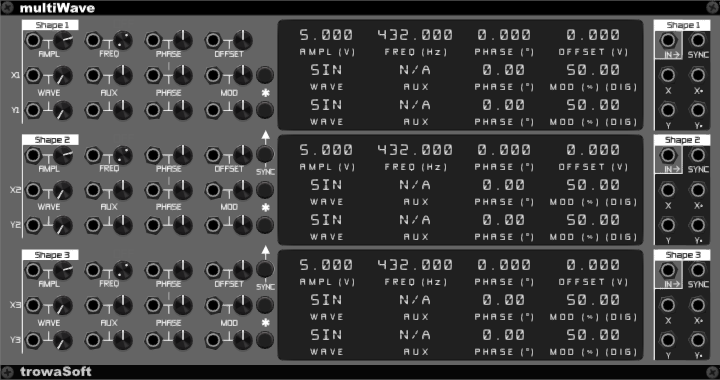 multiWave
Shape 1
5.000 432.000 0.000 0.000
AMPL FREQ PHASE OFFSET
AMPL (V) FREQ (Hz) PHASE (°) OFFSET (V)
IN→ SYNC
X1
SIN N/A 0.00 50.00
WAVE AUX PHASE MOD *
WAVE AUX PHASE (°) MOD (%) (DIG)
X X•
Y1
SIN N/A 0.00 50.00
WAVE AUX PHASE (°) MOD (%) (DIG)
Y Y•
Shape 1
Shape 2
5.000 432.000 0.000 0.000
AMPL FREQ PHASE OFFSET SYNC
AMPL (V) FREQ (Hz) PHASE (°) OFFSET (V)
IN→ SYNC
X2
SIN N/A 0.00 50.00
WAVE AUX PHASE MOD *
WAVE AUX PHASE (°) MOD (%) (DIG)
X X•
Y2
SIN N/A 0.00 50.00
WAVE AUX PHASE (°) MOD (%) (DIG)
Y Y•
Shape 2
Shape 3
5.000 432.000 0.000 0.000
AMPL FREQ PHASE OFFSET SYNC
AMPL (V) FREQ (Hz) PHASE (°) OFFSET (V)
IN→ SYNC
X3
SIN N/A 0.00 50.00
WAVE AUX PHASE MOD *
WAVE AUX PHASE (°) MOD (%) (DIG)
X X•
Y3
SIN N/A 0.00 50.00
WAVE AUX PHASE (°) MOD (%) (DIG)
Y Y•
Shape 3
trowaSoft